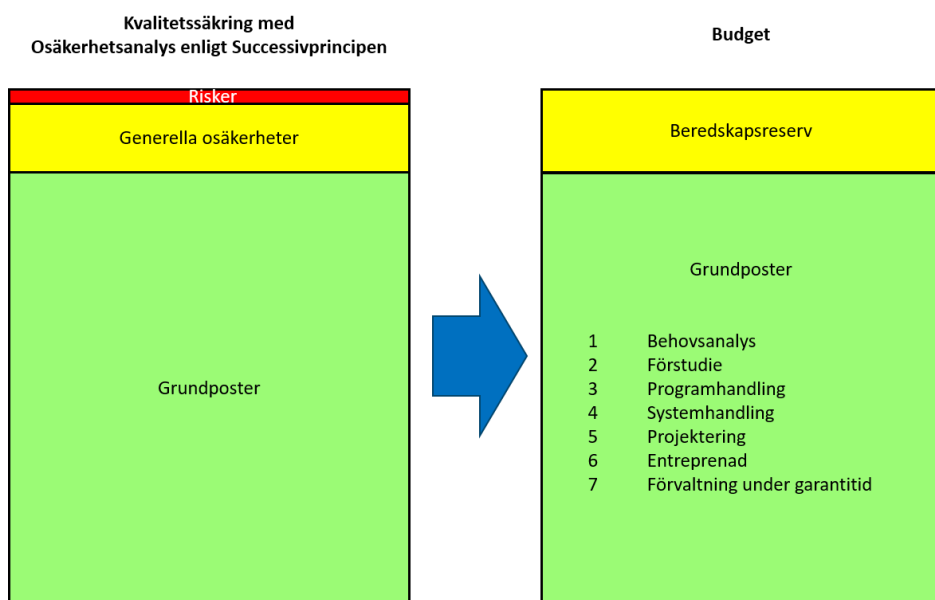 Kvalitetssäkring med
Osäkerhetsanalys enligt Successivprincipen
Risker
Generella osäkerheter
Grundposter
Budget
Beredskapsreserv
Grundposter
1 Behovsanalys
2 Förstudie
3 Programhandling
4 Systemhandling
5 Projektering
6 Entreprenad
7 Förvaltning under garantitid